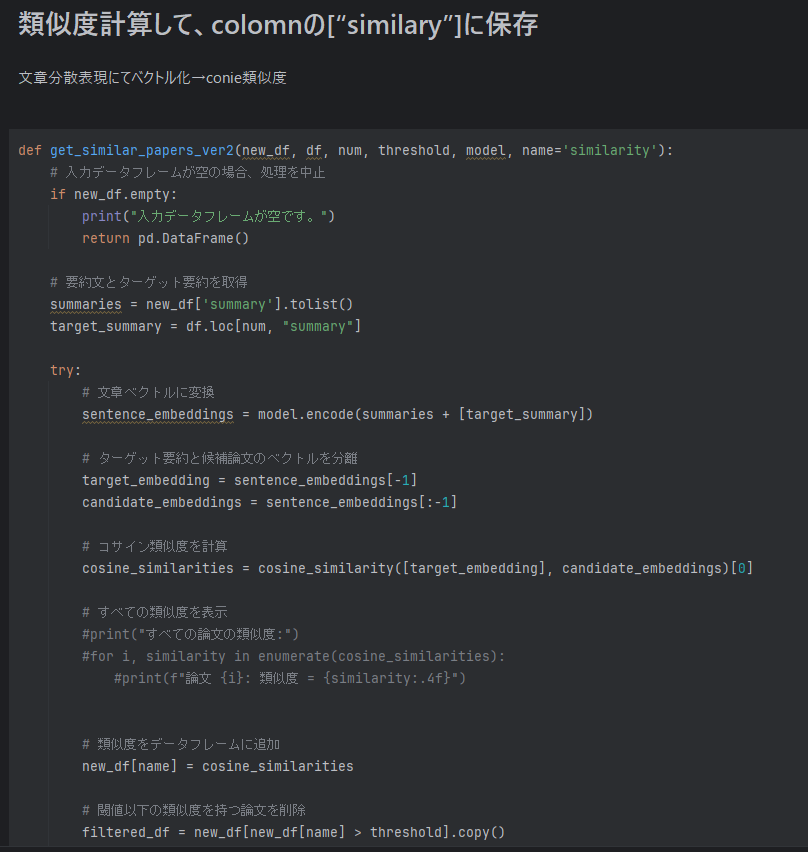 類似度計算して、colomnの[“similary”]に保存
文章分散表現にてベクトル化→conie類似度
def get_similar_papers_ver2(new_df, df, num, threshold, model, name='similarity'):
# 入力データフレームが空の場合、処理を中止
if new_df.empty:
print("入力データフレームが空です。")
return pd.DataFrame()
# 要約文とターゲット要約を取得
summaries = new_df['summary'].tolist()
target_summary = df.loc[num, "summary"]
try:
# 文章ベクトルに変換
sentence_embeddings = model.encode(summaries + [target_summary])
# ターゲット要約と候補論文のベクトルを分離
target_embedding = sentence_embeddings[-1]
candidate_embeddings = sentence_embeddings[:-1]
# コサイン類似度を計算
cosine_similarities = cosine_similarity([target_embedding], candidate_embeddings)[0]
# すべての類似度を表示
#print("すべての論文の類似度:")
#for i, similarity in enumerate(cosine_similarities):
#print(f"論文 {i}: 類似度 = {similarity:.4f}")
# 類似度をデータフレームに追加
new_df[name] = cosine_similarities
# 閾値以下の類似度を持つ論文を削除
filtered_df = new_df[new_df[name] > threshold].copy()